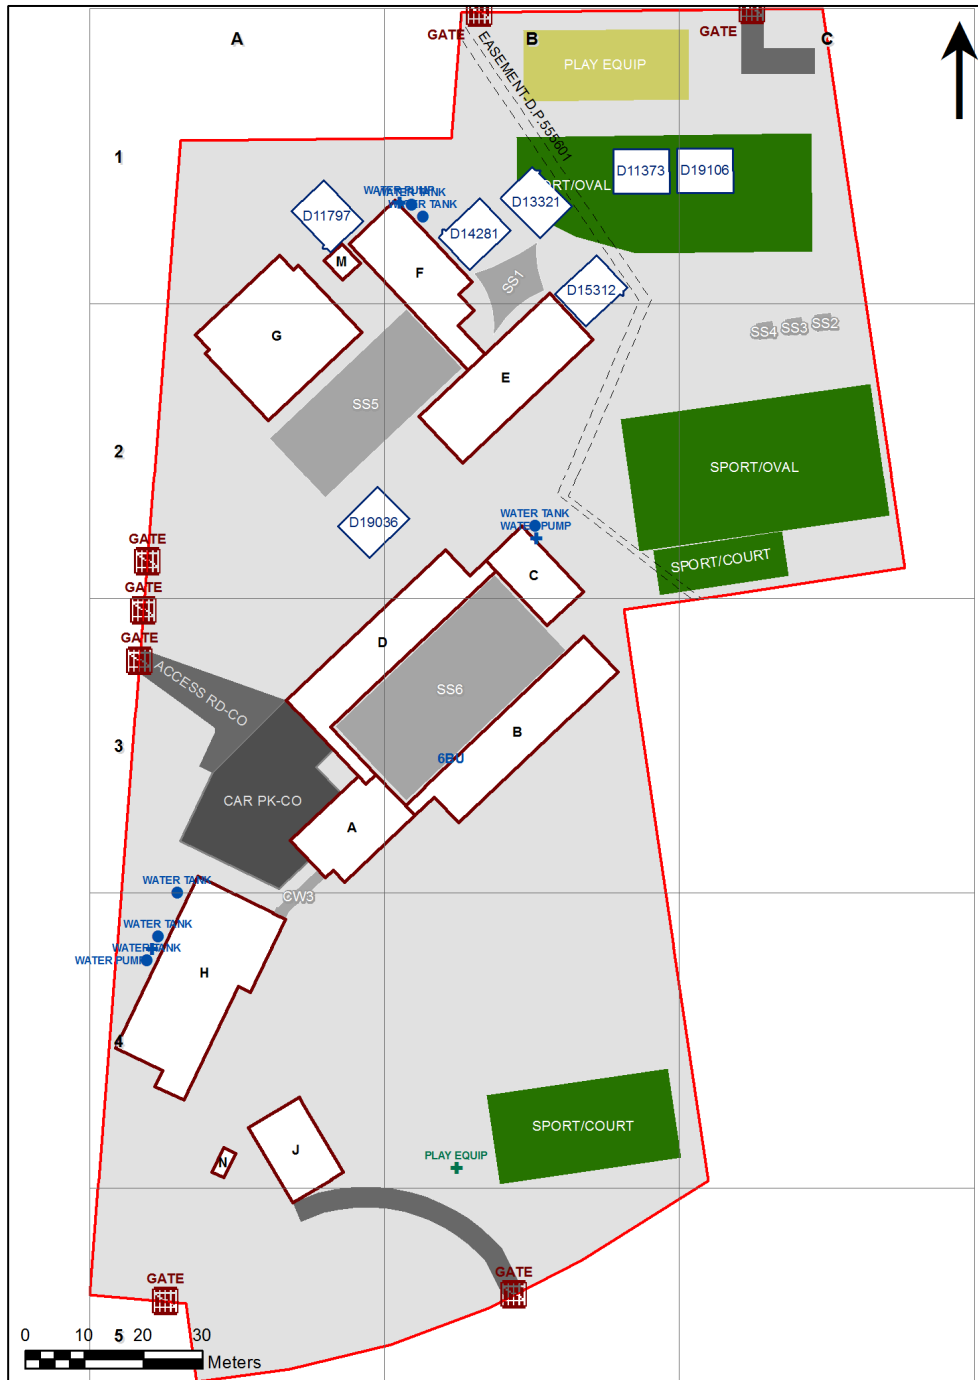 A
GATE
B
GATE
C
EASEMENT-D.P.555601
PLAY EQUIP
1
WATER PUMP
WATER TANK
WATER TANK
D11797
D14281
D13321
ORT/OVAL
D11373
D19106
M
F
SS1
D15312
G
E
SS4
SS3
SS2
SS5
2
SPORT/OVAL
D19036
WATER TANK
WATER PUMP
GATE
C
SPORT/COURT
GATE
D
GATE
ACCESS RD-CO
SS6
3
B
6BU
CAR PK-CO
A
WATER TANK
CW3
WATER TANK
WATER TANK
WATER PUMP
H
4
SPORT/COURT
J
PLAY EQUIP
N
GATE
GATE
0 10 20 30
5
Meters